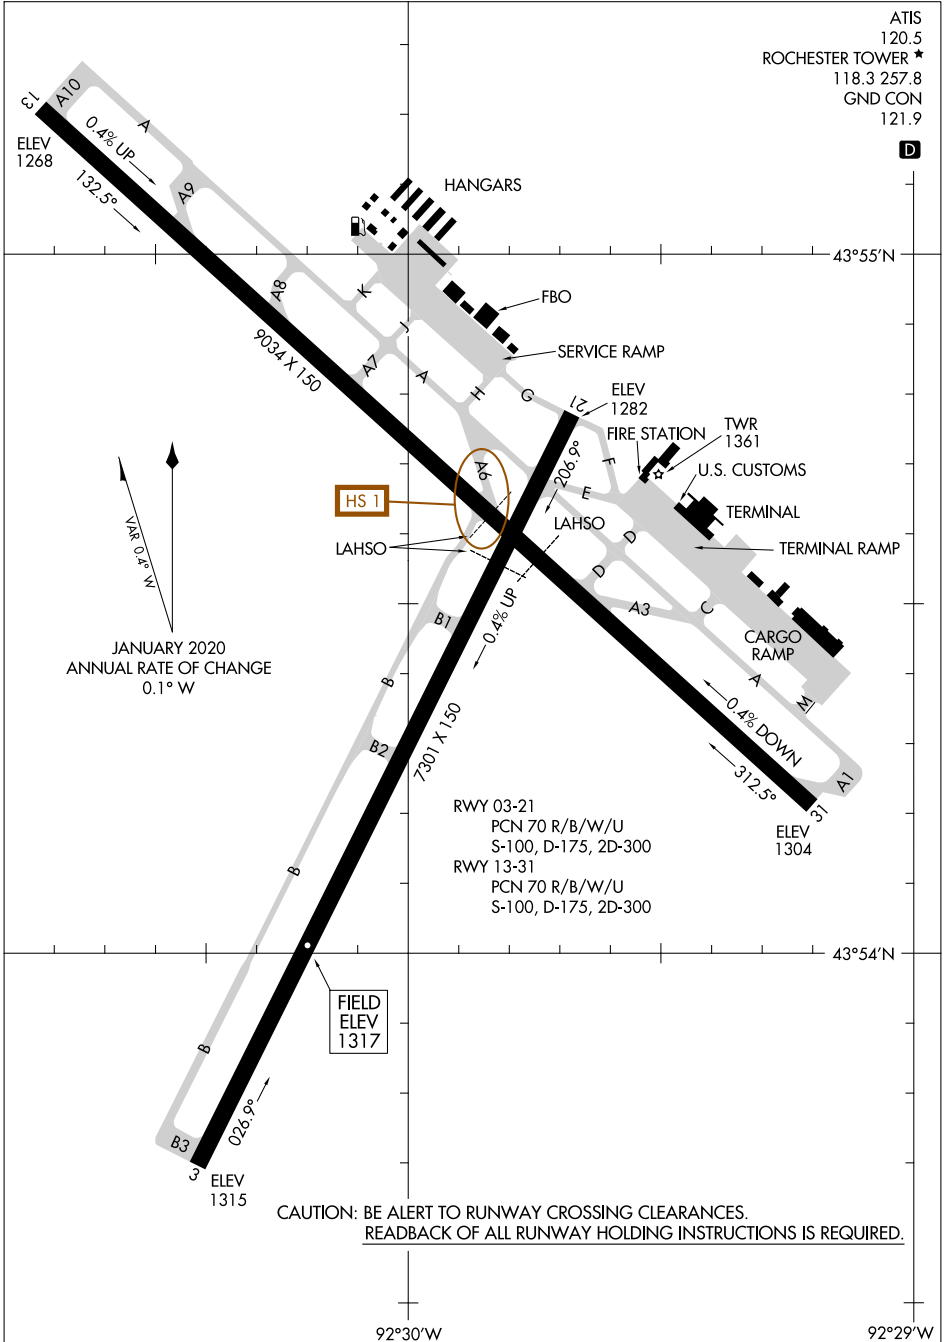 ATIS
120.5
ROCHESTER TOWER ★
118.3 257.8
GND CON
121.9
D
13
A10
A
ELEV
1268
0.4% UP
132.5°
A9
HANGARS
43°55'N
A8
K
FBO
J
9034 X 150
SERVICE RAMP
A7
A
H
G
21
ELEV
1282
FIRE STATION
TWR
1361
U.S. CUSTOMS
A6
206.9°
F
HS 1
E
TERMINAL
LAHSO
LAHSO
D
TERMINAL RAMP
VAR 0.4° W
D
0.4% UP
A3
C
B1
CARGO
RAMP
JANUARY 2020
ANNUAL RATE OF CHANGE
0.1° W
B
A
M
0.4% DOWN
B2
7301 X 150
312.5°
A1
31
ELEV
1304
RWY 03-21
PCN 70 R/B/W/U
S-100, D-175, 2D-300
RWY 13-31
PCN 70 R/B/W/U
S-100, D-175, 2D-300
B
43°54'N
FIELD
ELEV
1317
B
026.9°
B3
3
ELEV
1315
CAUTION: BE ALERT TO RUNWAY CROSSING CLEARANCES.
READBACK OF ALL RUNWAY HOLDING INSTRUCTIONS IS REQUIRED.
92°30'W
92°29'W